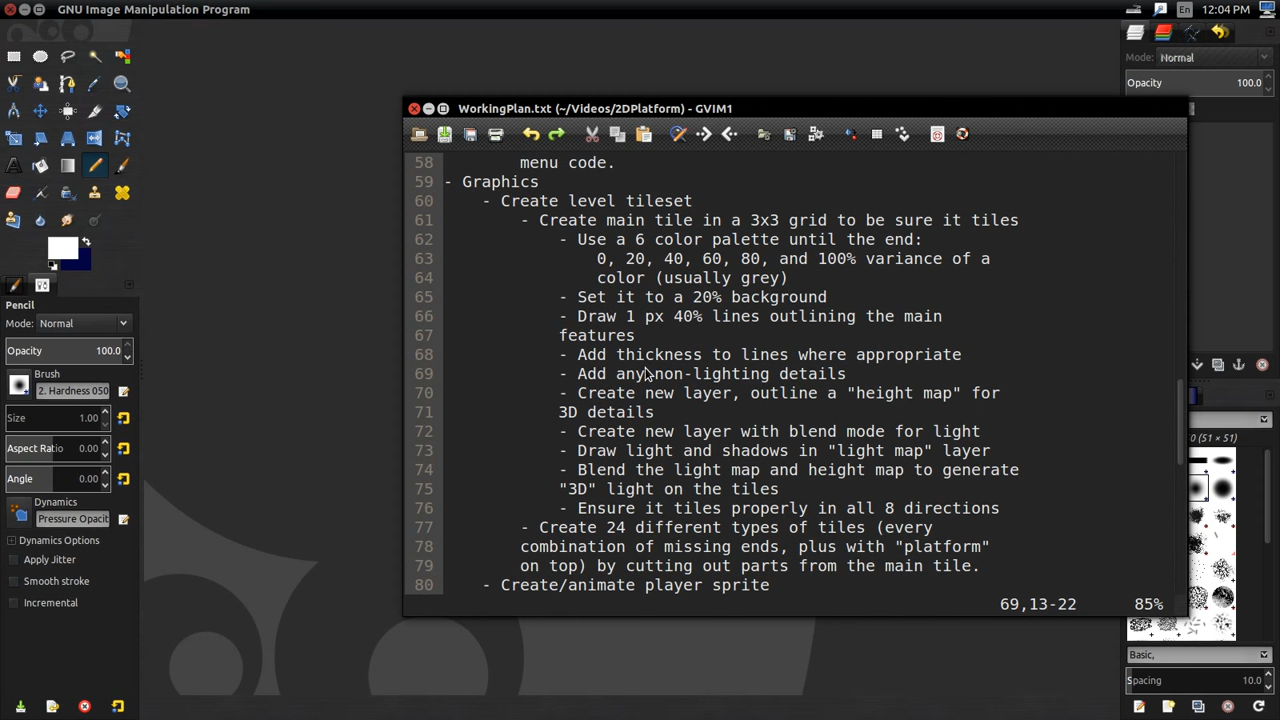 GNU Image Manipulation Program
En
12:04 PM
WorkingPlan.txt (~/Videos/2DPlatform) - GVIM1
58 menu code.
59 - Graphics
60 - Create level tileset
61 - Create main tile in a 3x3 grid to be sure it tiles
62 - Use a 6 color palette until the end:
63 0, 20, 40, 60, 80, and 100% variance of a
64 color (usually grey)
65 - Set it to a 20% background
66 - Draw 1 px 40% lines outlining the main
67 features
68 - Add thickness to lines where appropriate
69 - Add any non-lighting details
70 - Create new layer, outline a "height map" for
71 3D details
72 - Create new layer with blend mode for light
73 - Draw light and shadows in "light map" layer
74 - Blend the light map and height map to generate
75 "3D" light on the tiles
76 - Ensure it tiles properly in all 8 directions
77 - Create 24 different types of tiles (every
78 combination of missing ends, plus with "platform"
79 on top) by cutting out parts from the main tile.
80 - Create/animate player sprite
69,13-22 85%
Pencil
Mode: Normal
Opacity 100.0
Brush
2. Hardness 050
Size 1.00
Aspect Ratio 0.00
Angle 0.00
Dynamics
Pressure Opacit
Dynamics Options
Apply Jitter
Smooth stroke
Incremental
Mode: Normal
Opacity 100.0
(51 × 51)
Basic,
Spacing 10.0